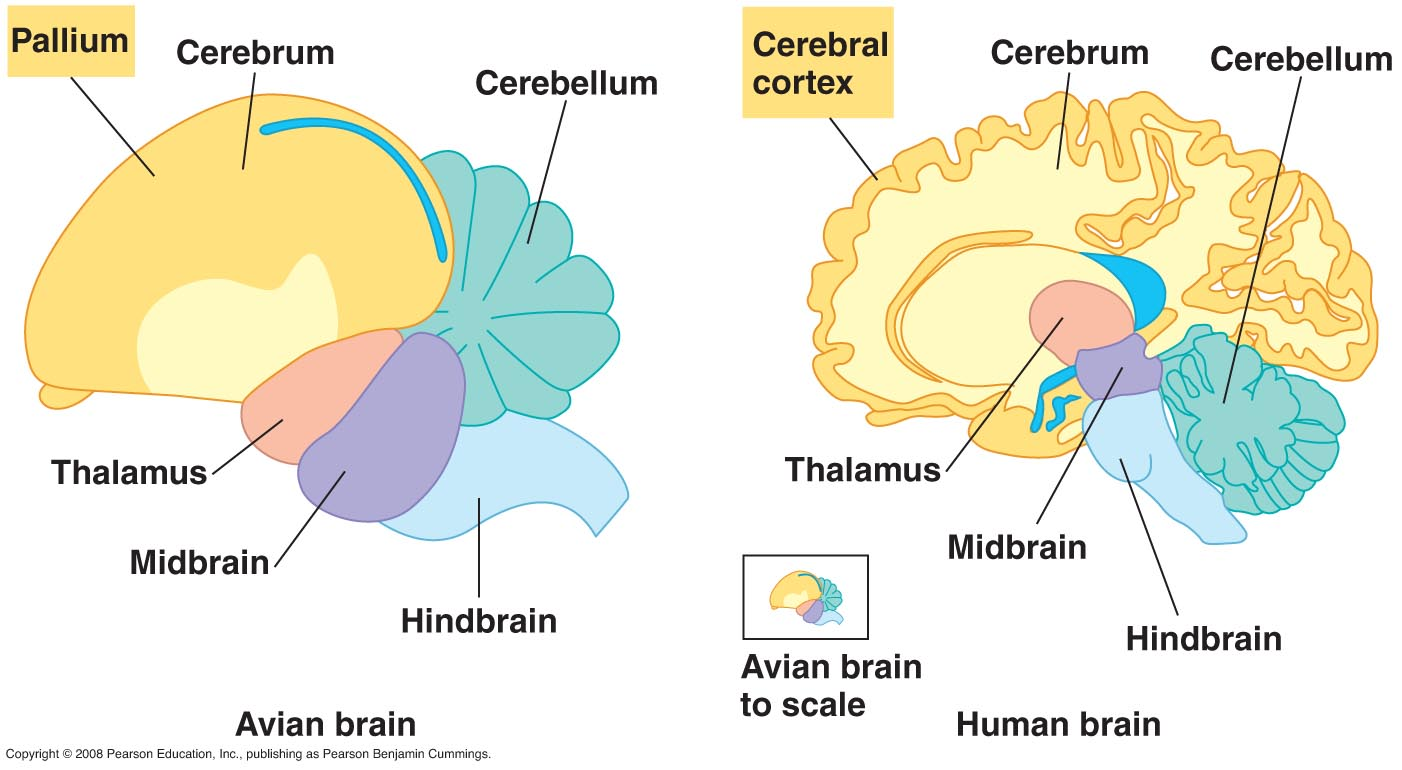 Pallium
Cerebrum
Cerebellum
Thalamus
Midbrain
Hindbrain
Avian brain
Cerebral
cortex
Cerebrum
Cerebellum
Thalamus
Midbrain
Hindbrain
Avian brain
to scale
Human brain
Copyright © 2008 Pearson Education, Inc., publishing as Pearson Benjamin Cummings.